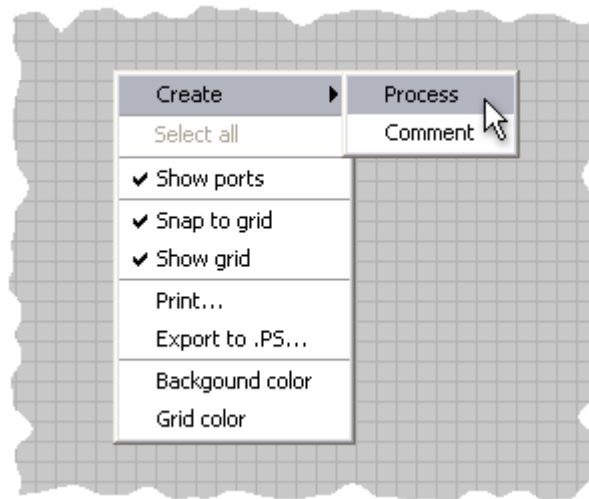 Create
Process
Select all
Comment
Show ports
Snap to grid
Show grid
Print...
Export to .PS...
Backgound color
Grid color